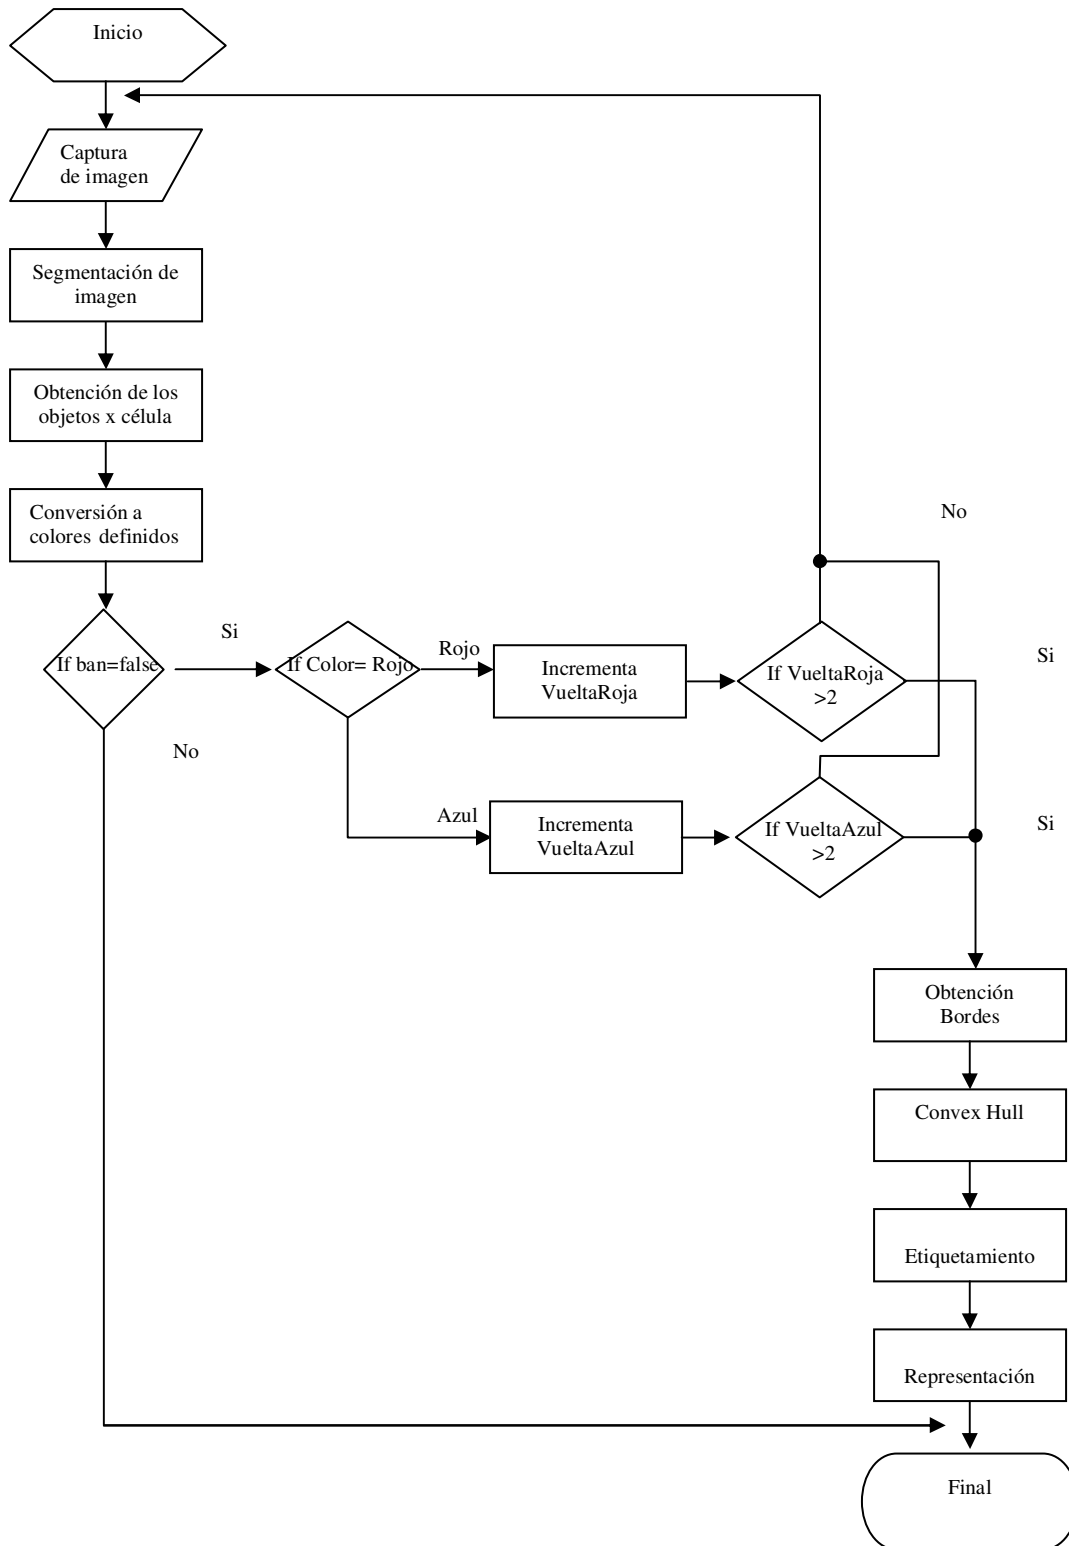 Inicio
Captura
de imagen
Segmentación de
imagen
Obtención de los
objetos x célula
Conversión a
colores definidos
No
If ban=false
Si
If Color= Rojo
Rojo
Incrementa
VueltaRoja
If VueltaRoja
>2
Si
No
Azul
Incrementa
VueltaAzul
If VueltaAzul
>2
Si
Obtención
Bordes
Convex Hull
Etiquetamiento
Representación
Final